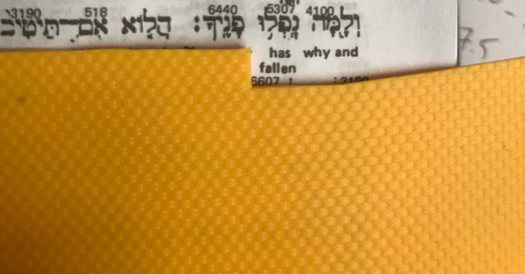 3190 518 6440 5307 4100
וְלָמָּה נָפְלוּ פָנֶיךָ׃ הֲלוֹא אִם־תֵּיטִיב
has why and
fallen
6607
7.5